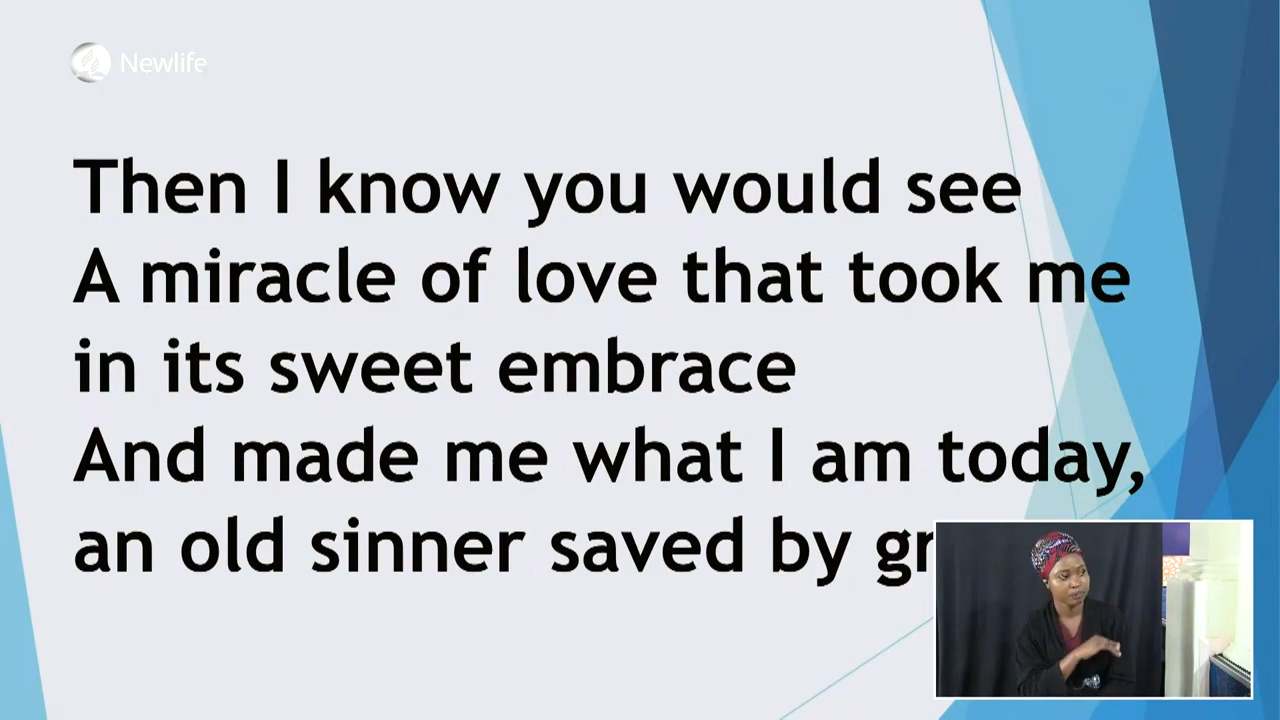 Newlife
Then I know you would see
A miracle of love that took me
in its sweet embrace
And made me what I am today,
an old sinner saved by gr